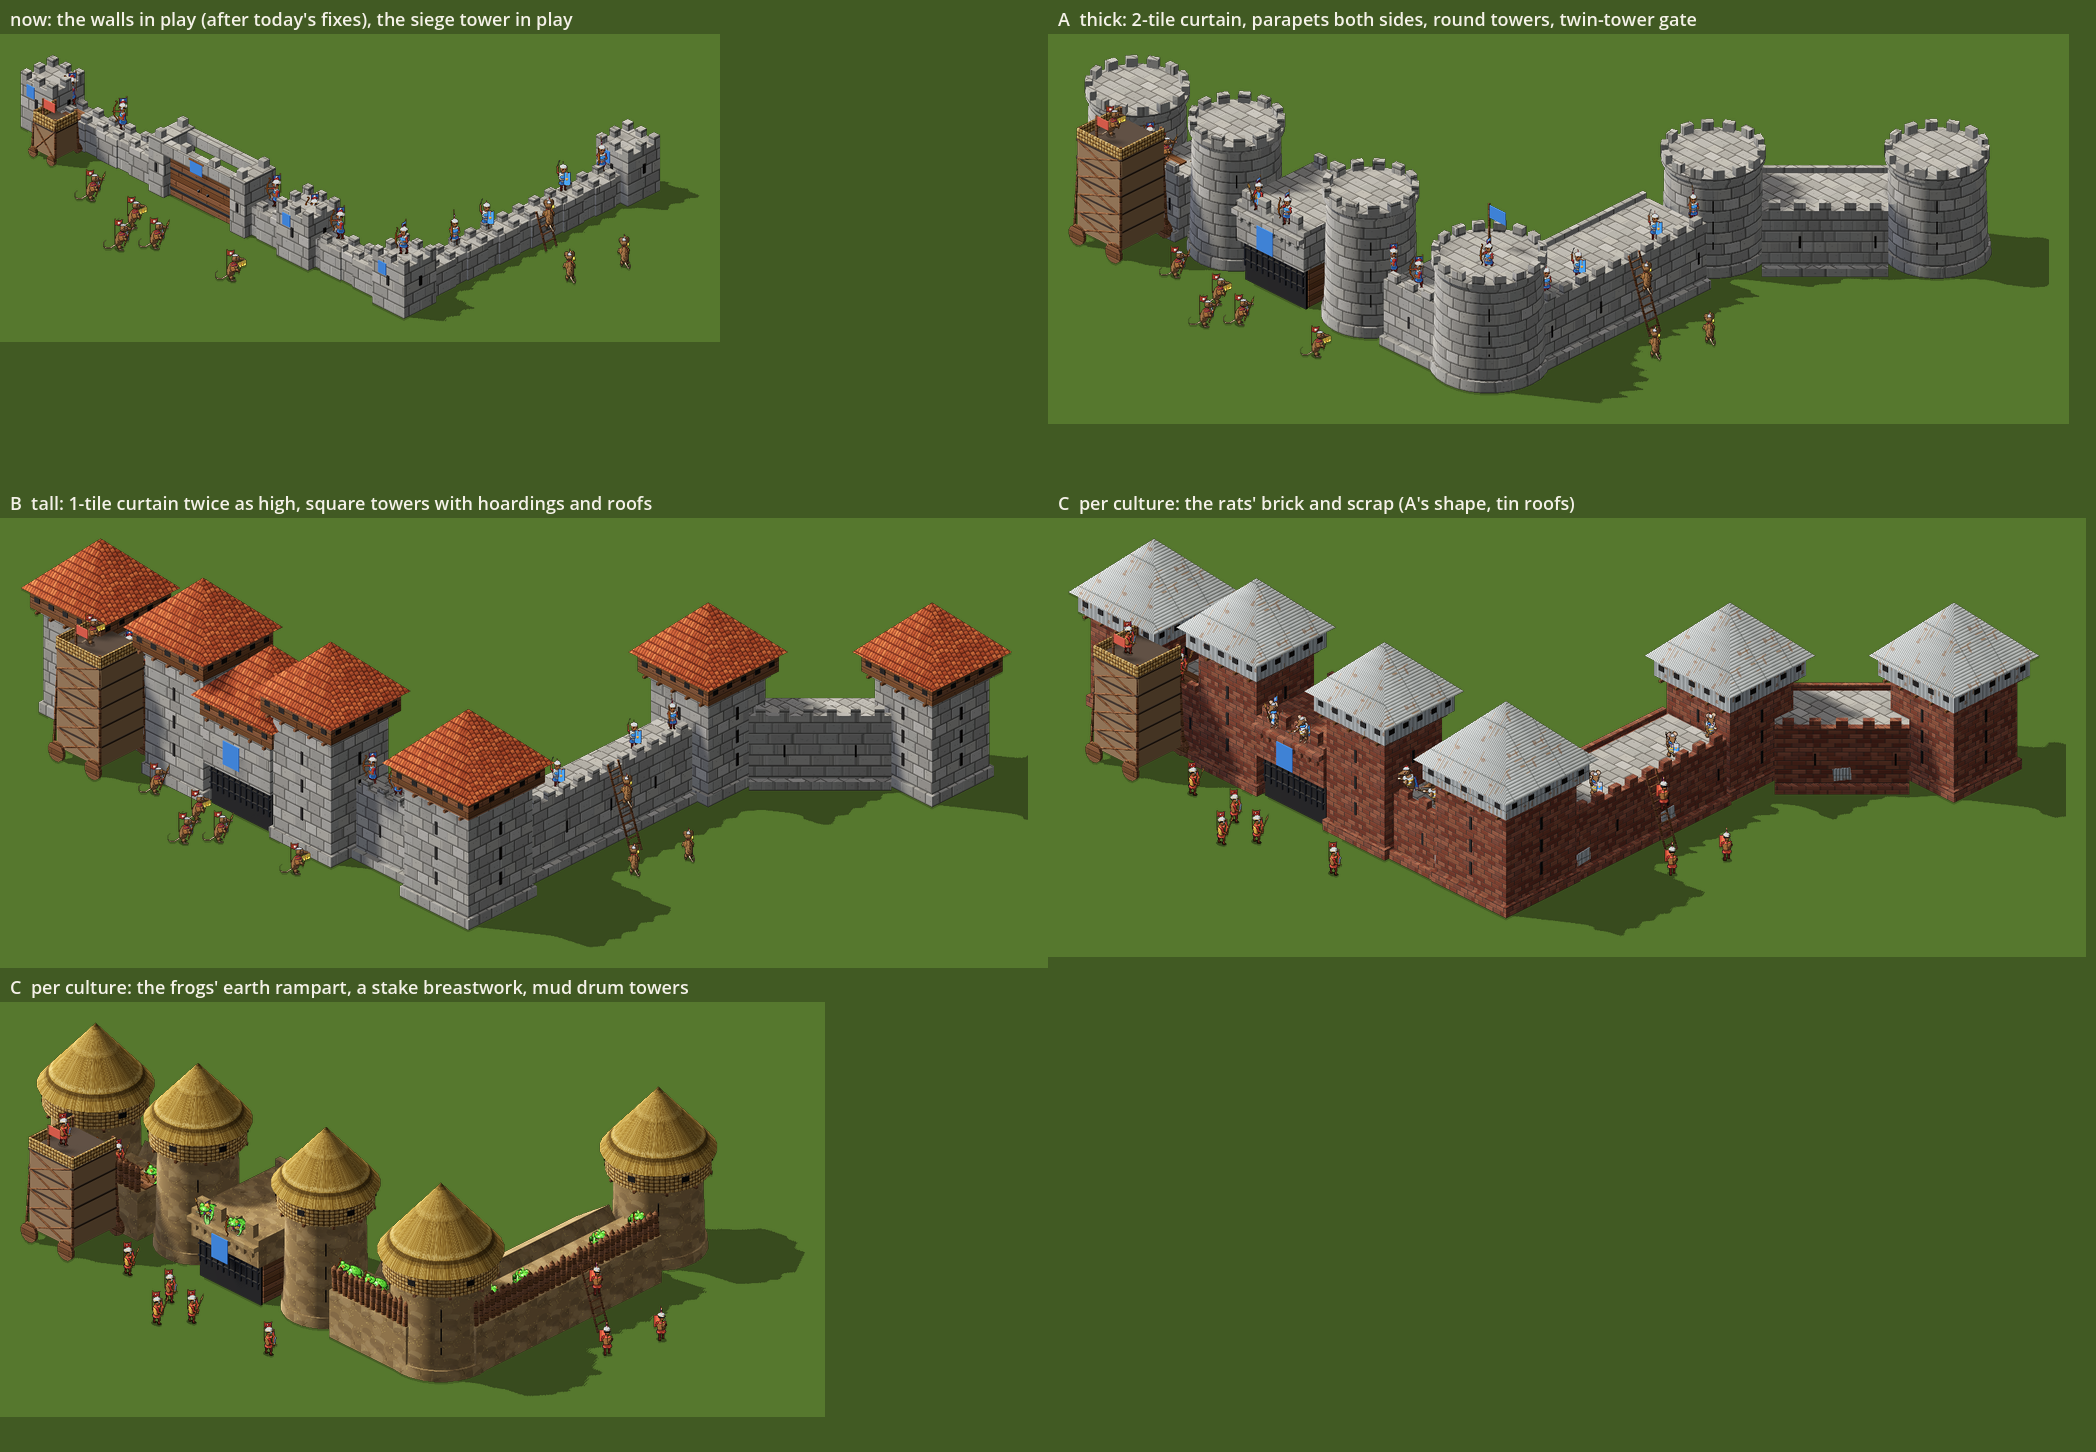 now: the walls in play (after today's fixes), the siege tower in play
A thick: 2-tile curtain, parapets both sides, round towers, twin-tower gate
B tall: 1-tile curtain twice as high, square towers with hoardings and roofs
C per culture: the rats' brick and scrap (A's shape, tin roofs)
C per culture: the frogs' earth rampart, a stake breastwork, mud drum towers